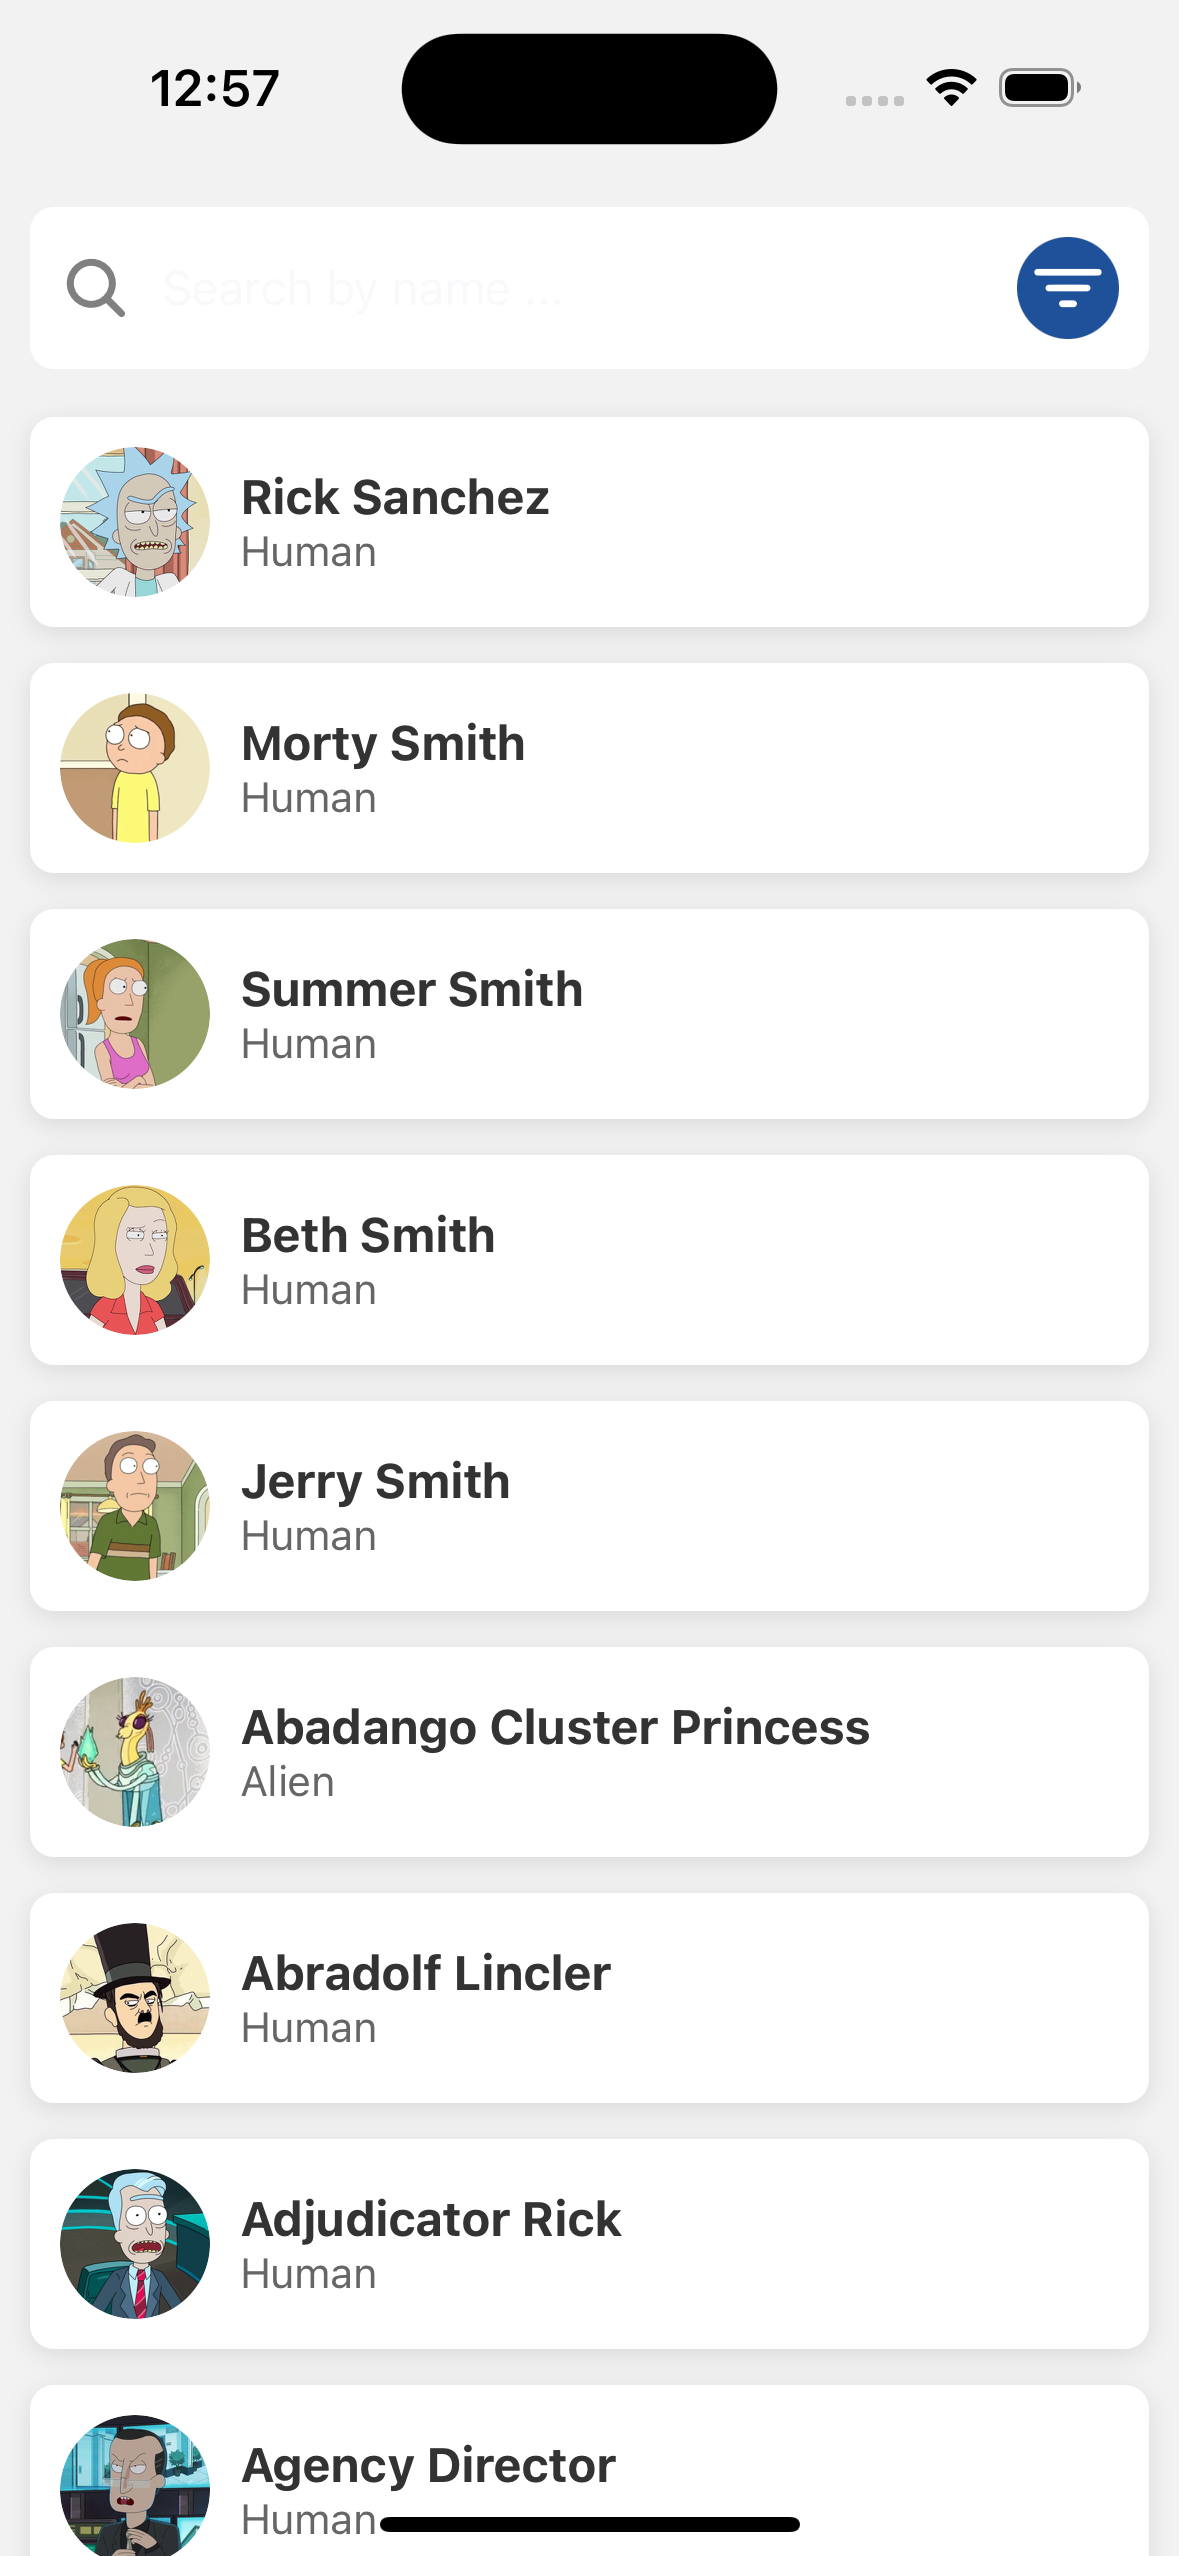 12:57
Search by name ...
Rick Sanchez
Human
Morty Smith
Human
Summer Smith
Human
Beth Smith
Human
Jerry Smith
Human
Abadango Cluster Princess
Alien
Abradolf Lincler
Human
Adjudicator Rick
Human
Agency Director
Human